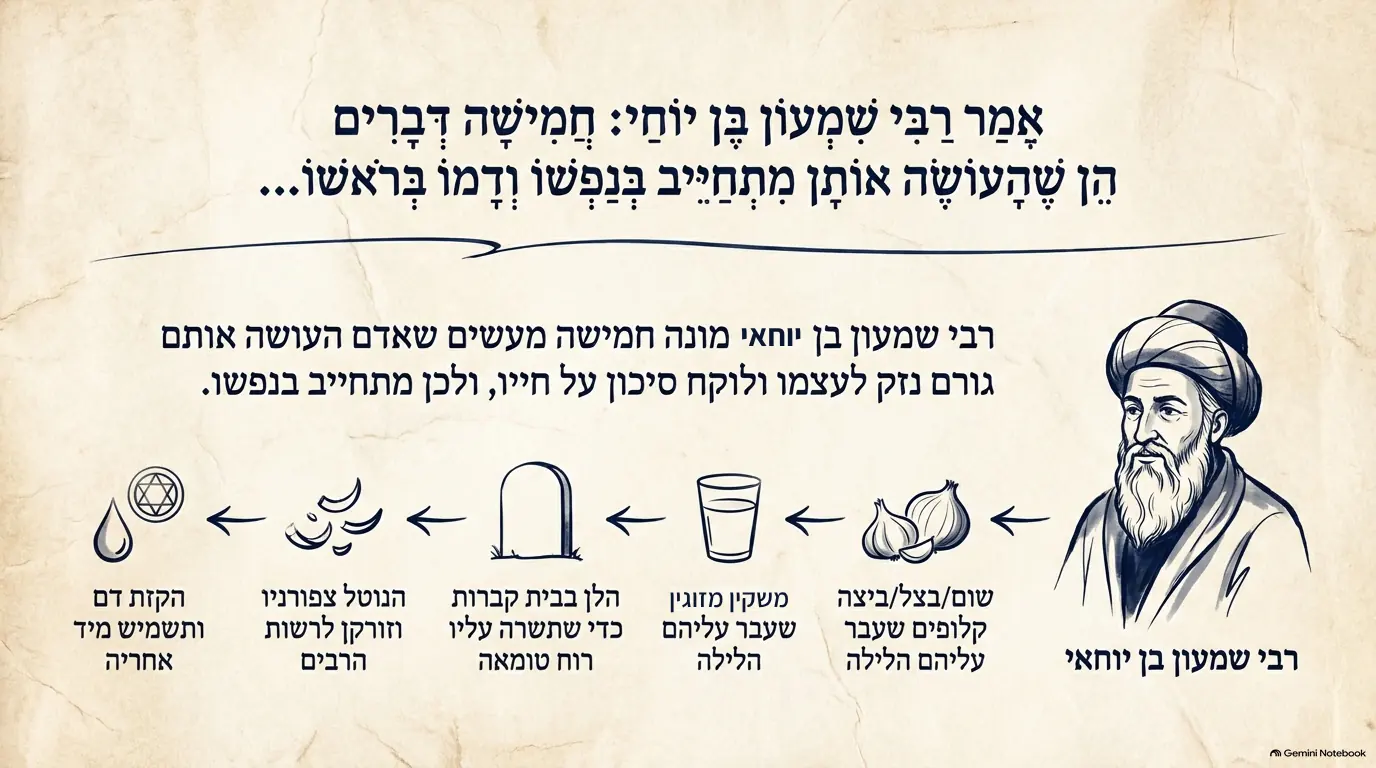 אָמַר רַבִּי שִׁמְעוֹן בֶּן יוֹחַי: חֲמִישָׁה דְּבָרִים
הֵן שֶׁהָעוֹשֶׂה אוֹתָן מִתְחַיֵּיב בְּנַפְשׁוֹ וְדָמוֹ בְּרֹאשׁוֹ...
רבי שמעון בן יוחאי מונה חמישה מעשים שאדם העושה אותם
גורם נזק לעצמו ולוקח סיכון על חייו, ולכן מתחייב בנפשו.
שום/בצל/ביצה
קלופים שעבר
עליהם הלילה
משקין מזוגין
שעבר עליהם
הלילה
הלן בבית קברות
כדי שתשרה עליו
רוח טומאה
הנוטל צפורניו
וזורקן לרשות
הרבים
הקזת דם
ותשמיש מיד
אחריה
רבי שמעון בן יוחאי
Gemini Notebook